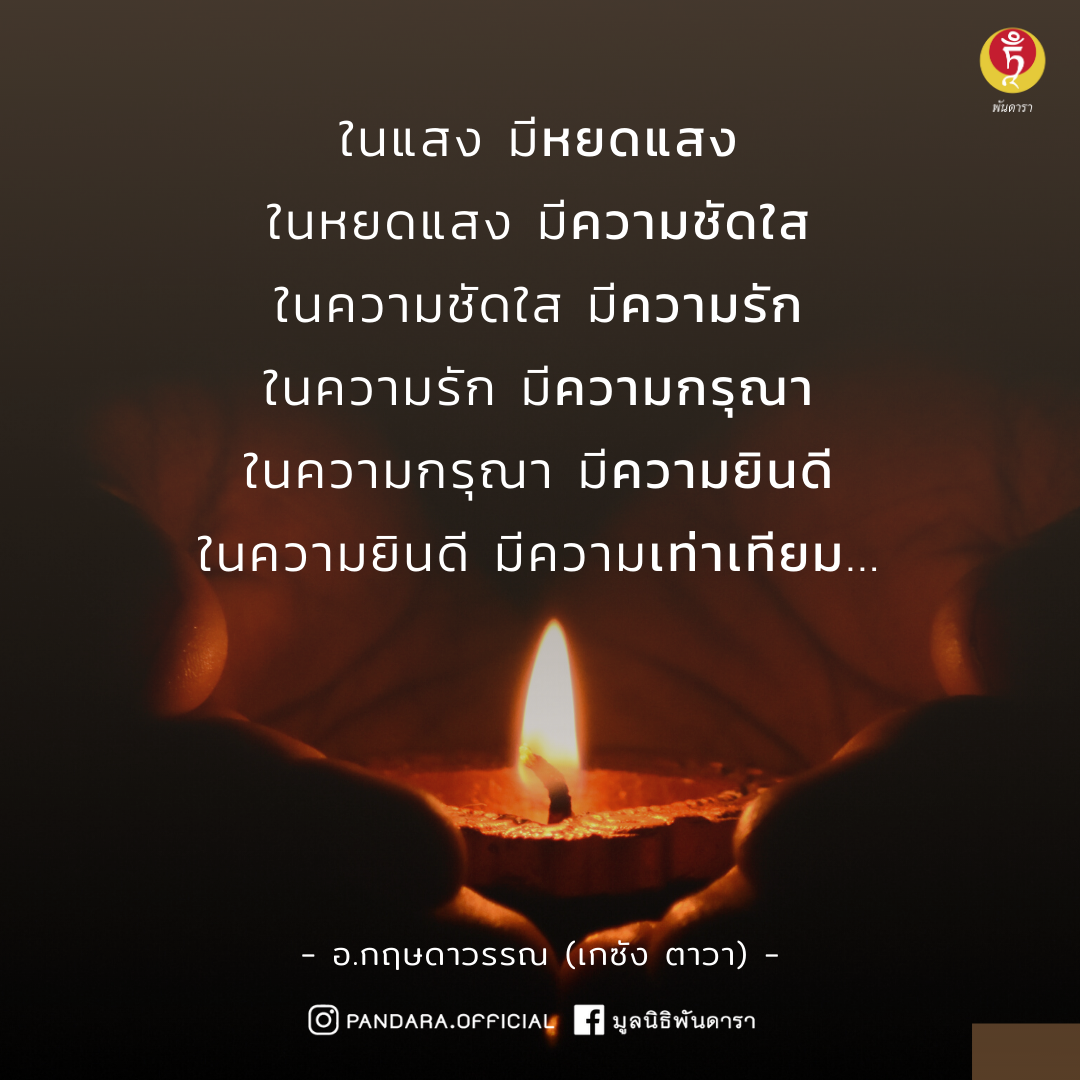 พันดารา
ในแสง มีหยดแสง
ในหยดแสง มีความชัดใส
ในความชัดใส มีความรัก
ในความรัก มีความกรุณา
ในความกรุณา มีความยินดี
ในความยินดี มีความเท่าเทียม...
- อ.กฤษดาวรรณ (เกซัง ตาวา) -
PANDARA.OFFICIAL มูลนิธิพันดารา